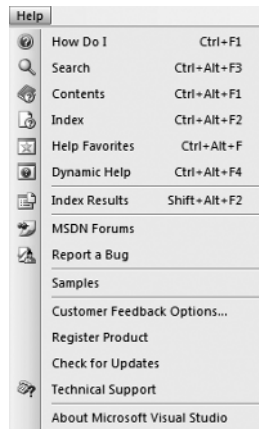 Help
How Do I Ctrl+F1
Search Ctrl+Alt+F3
Contents Ctrl+Alt+F1
Index Ctrl+Alt+F2
Help Favorites Ctrl+Alt+F
Dynamic Help Ctrl+Alt+F4
Index Results Shift+Alt+F2
MSDN Forums
Report a Bug
Samples
Customer Feedback Options...
Register Product
Check for Updates
Technical Support
About Microsoft Visual Studio